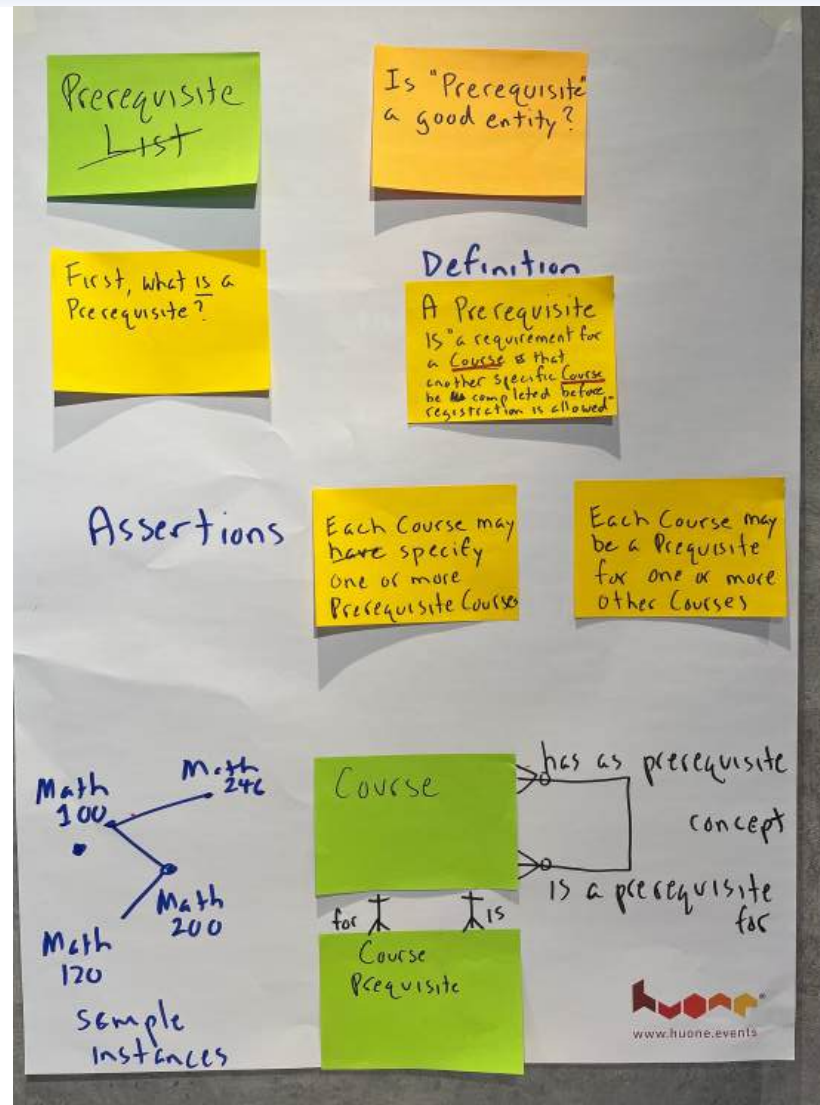 Prerequisite
List
Is "Prerequisite"
a good entity?
First, what is a
Prerequisite?
Definition
A Prerequisite
is "a requirement for
a Course that
another specific Course
be completed before
registration is allowed"
Assertions
Each Course may
have specify
one or more
Prerequisite Courses
Each Course may
be a Prequisite
for one or more
other Courses
Math
100
Math
246
Math
200
Math
120
Sample
Instances
Course
has as prerequisite
concept
is a prerequisite
for
for
is
Course
Prequisite
huone
www.huone.events